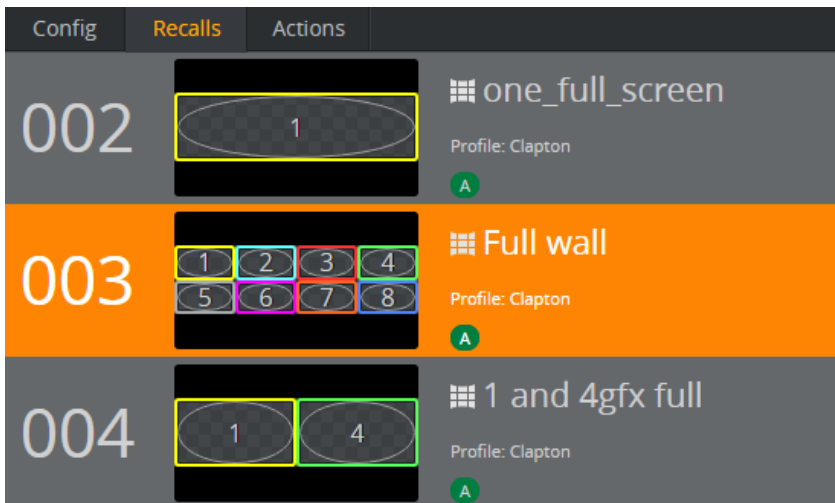 Config Recalls Actions
002
1
one_full_screen
Profile: Clapton
A
003
1 2 3 4
5 6 7 8
Full wall
Profile: Clapton
A
004
1 4
1 and 4gfx full
Profile: Clapton
A